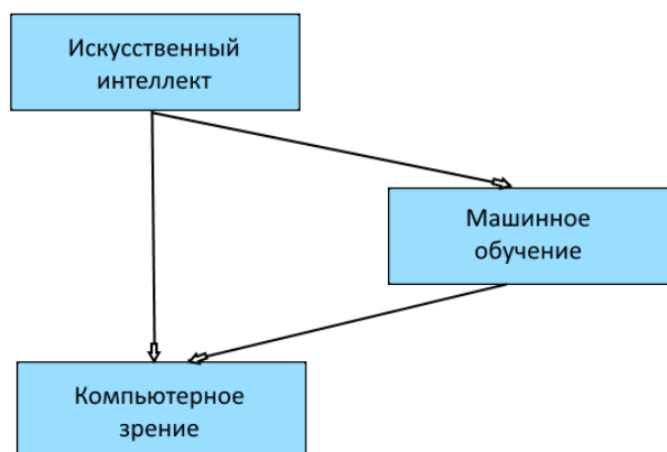 Искусственный
интеллект
Машинное
обучение
Компьютерное
зрение